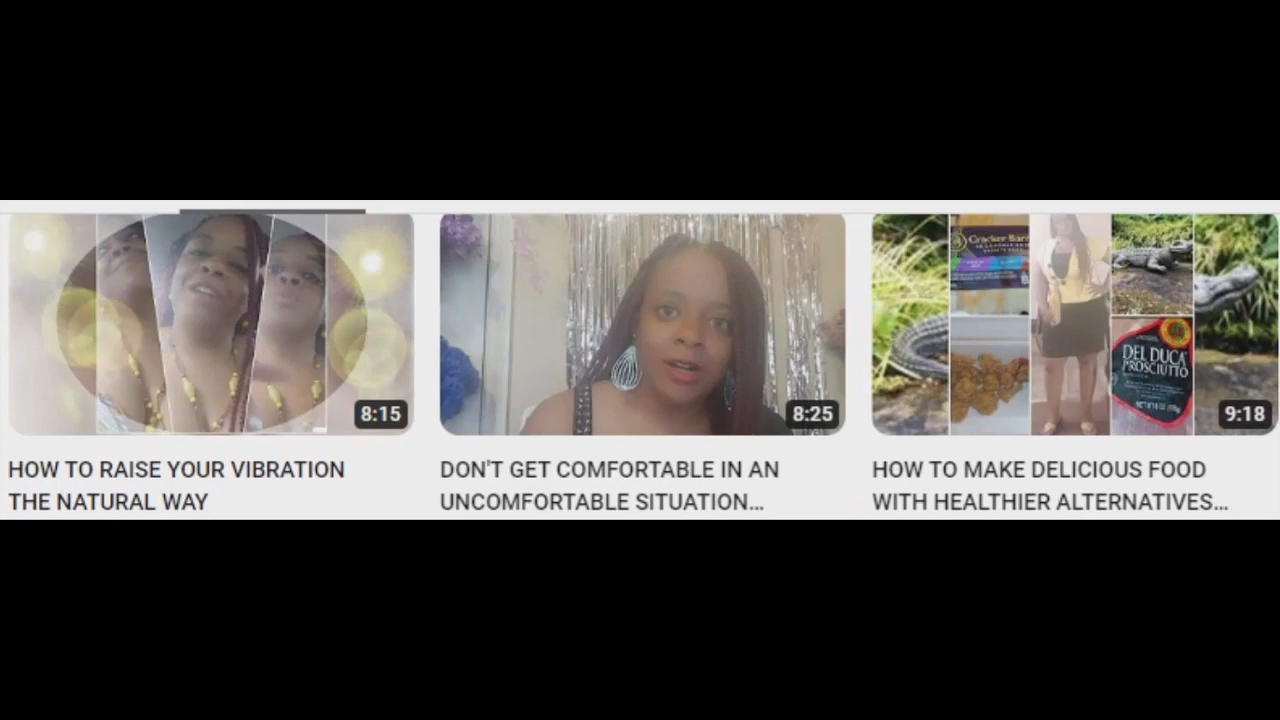 Cracker Barrel
DEL DUCA
PROSCIUTTO
8:15
8:25
9:18
HOW TO RAISE YOUR VIBRATION
THE NATURAL WAY
DON'T GET COMFORTABLE IN AN
UNCOMFORTABLE SITUATION...
HOW TO MAKE DELICIOUS FOOD
WITH HEALTHIER ALTERNATIVES...